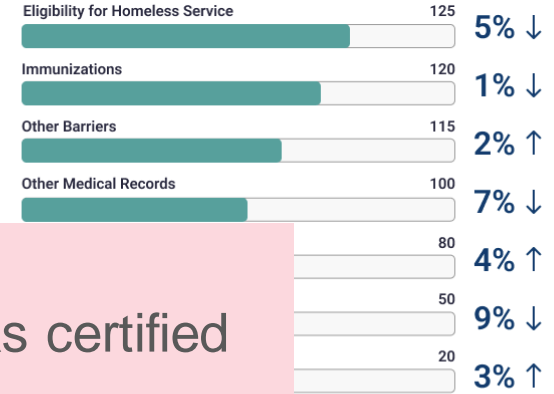 Eligibility for Homeless Service 125
5% ↓
Immunizations 120
1% ↓
Other Barriers 115
2% ↑
Other Medical Records 100
7% ↓
80
4% ↑
certified
50
9% ↓
20
3% ↑